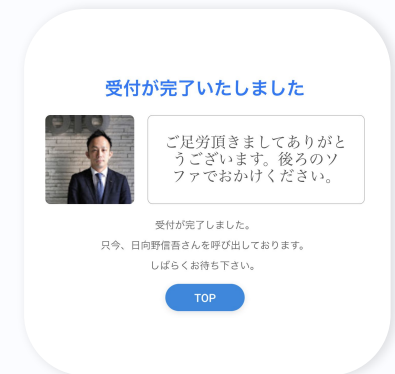 受付が完了いたしました
ご足労頂きましてありがと
うございます。後ろのソ
ファでおかけください。
受付が完了しました。
只今、日向野信吾さんを呼び出しております。
しばらくお待ち下さい。
TOP